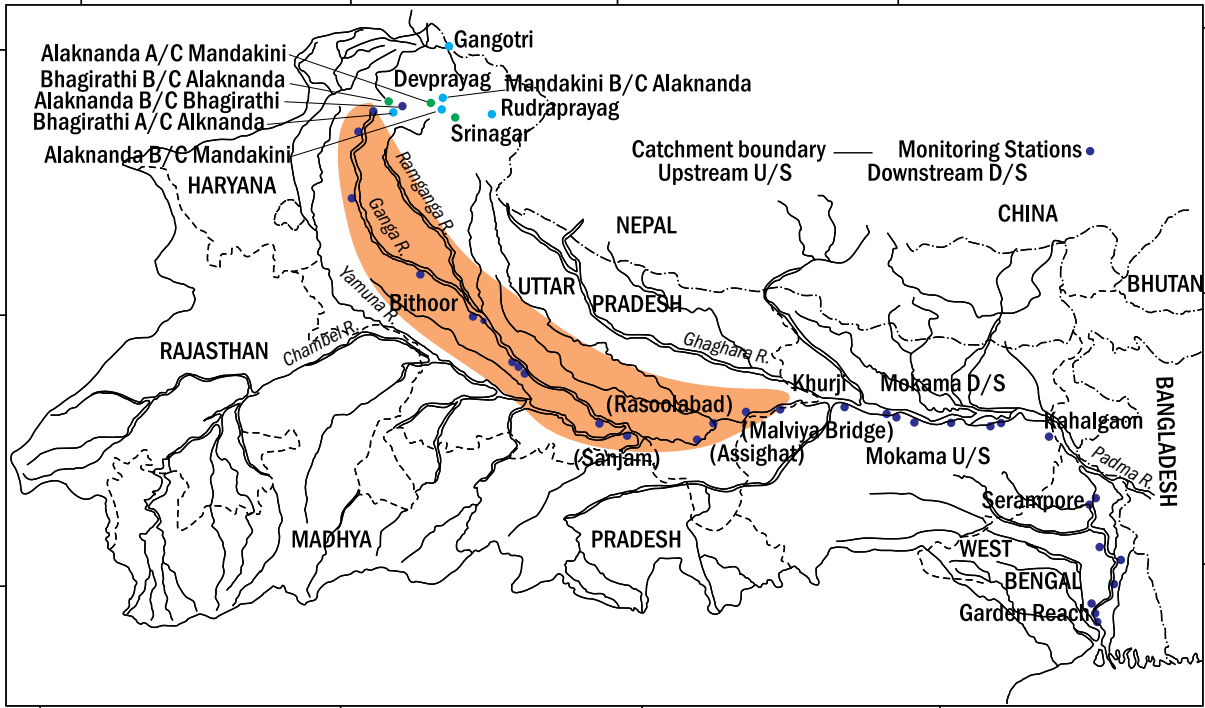 Gangotri
Alaknanda A/C Mandakini
Bhagirathi B/C Alaknanda
Devprayag
Mandakini B/C Alaknanda
Alaknanda B/C Bhagirathi
Rudraprayag
Bhagirathi A/C Alknanda
Srinagar
Alaknanda B/C Mandakini
Catchment boundary
Monitoring Stations
Upstream U/S
Downstream D/S
HARYANA
Ramganga R.
Ganga R.
NEPAL
CHINA
BHUTAN
Yamuna R.
Bithoor
UTTAR
PRADESH
Chambel R.
RAJASTHAN
Ghaghara R.
Khurji
Mokama D/S
BANGLADESH
(Rasoolabad)
(Malviya Bridge)
Kahalgaon
(Assighat)
(Sanjam)
Mokama U/S
Padma R.
Serampore
MADHYA
PRADESH
WEST
BENGAL
Garden Reach